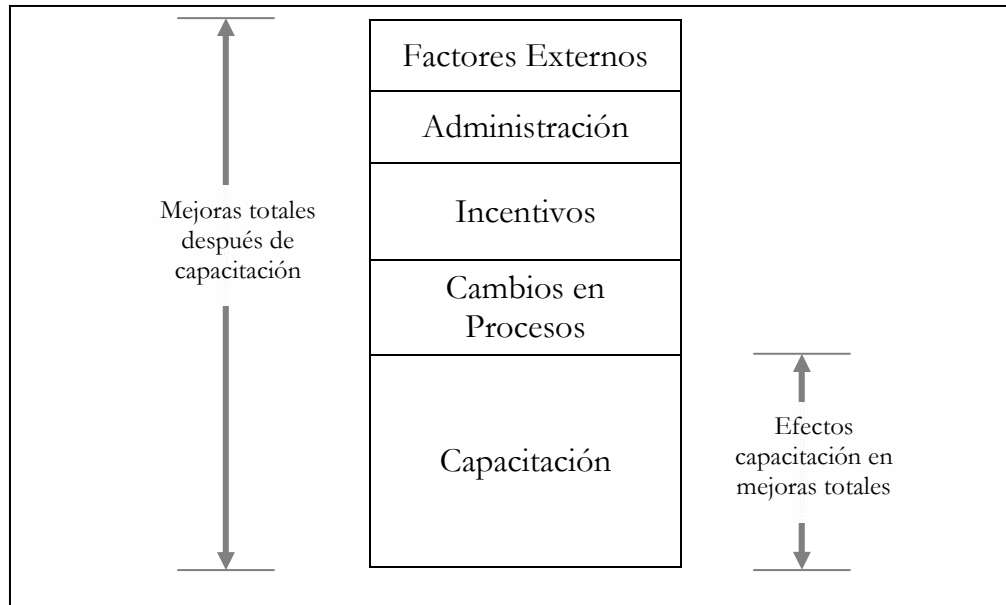 Factores Externos
Administración
Incentivos
Cambios en
Procesos
Capacitación
Mejoras totales
después de
capacitación
Efectos
capacitación en
mejoras totales